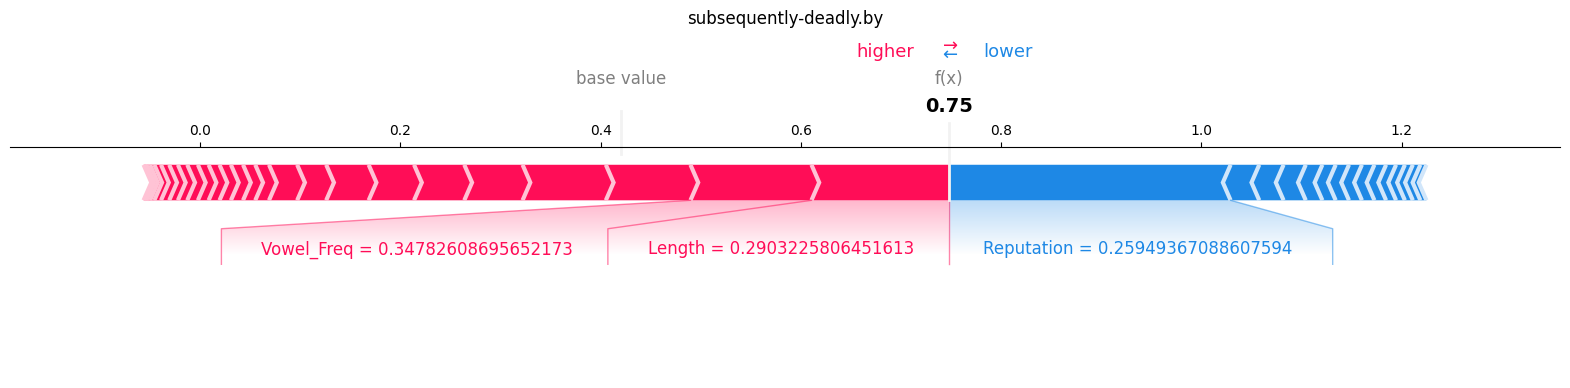 subsequently-deadly.by
higher → ← lower
base value f(x)
0.75
0.0 0.2 0.4 0.6 0.8 1.0 1.2
Vowel_Freq = 0.34782608695652173 Length = 0.2903225806451613 Reputation = 0.25949367088607594